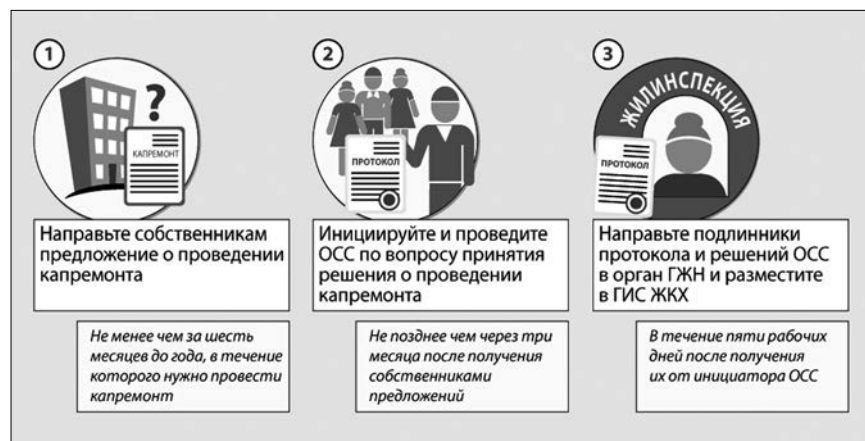 1
?
КАПРЕМОНТ
Направьте собственникам
предложение о проведении
капремонта
Не менее чем за шесть
месяцев до года, в течение
которого нужно провести
капремонт
2
ПРОТОКОЛ
Инициируйте и проведите
ОСС по вопросу принятия
решения о проведении
капремонта
Не позднее чем через три
месяца после получения
собственниками
предложений
3
ЖИЛИНСПЕКЦИЯ
ПРОТОКОЛ
Направьте подлинники
протокола и решений ОСС
в орган ГЖН и разместите
в ГИС ЖКХ
В течение пяти рабочих
дней после получения
их от инициатора ОСС